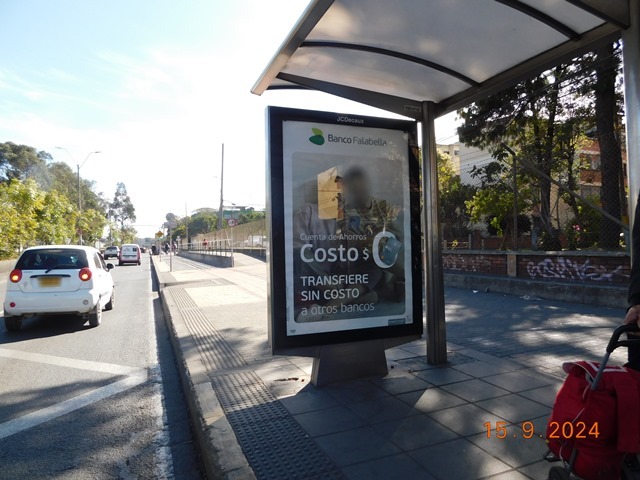 JCDecaux
Banco Falabella
Cuenta de Ahorros
Costo $0
TRANSFIERE
SIN COSTO
a otros bancos
15.9.2024